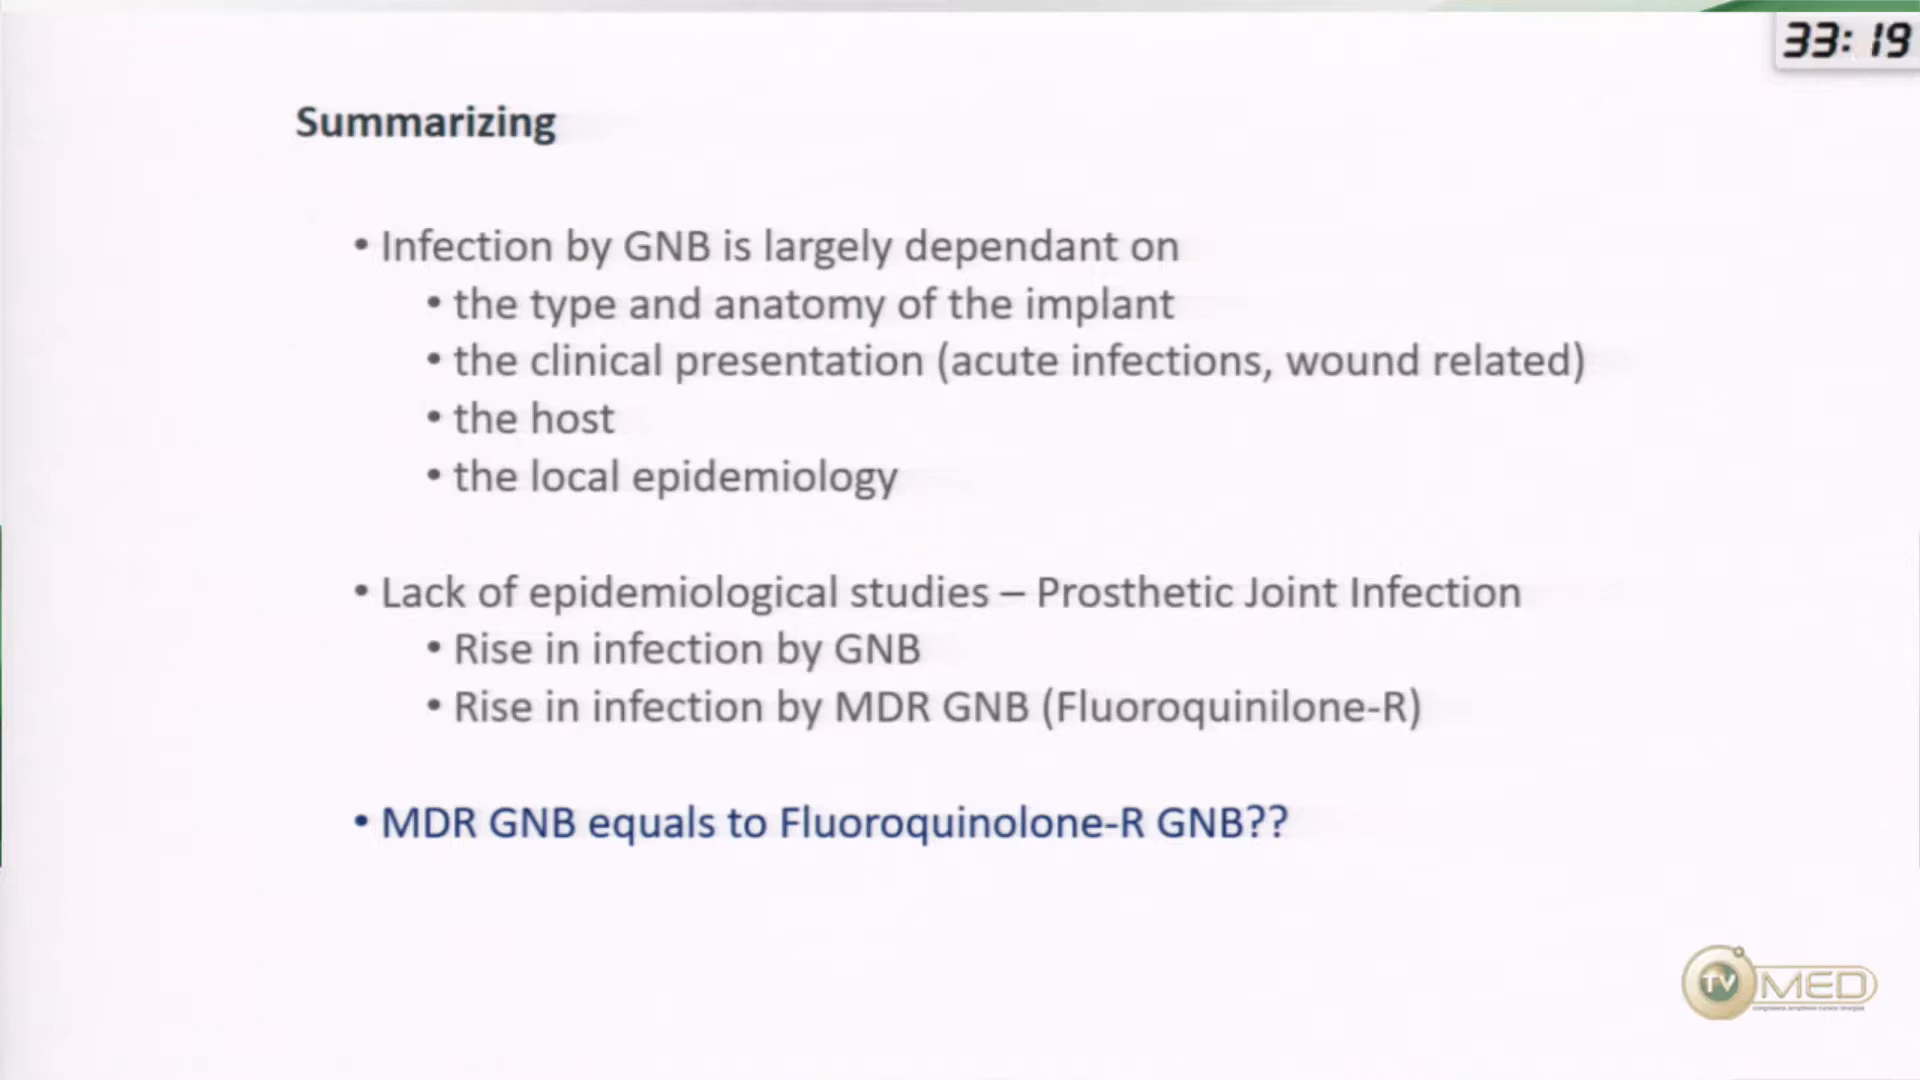 33:19
Summarizing
• Infection by GNB is largely dependant on
• the type and anatomy of the implant
• the clinical presentation (acute infections, wound related)
• the host
• the local epidemiology
• Lack of epidemiological studies – Prosthetic Joint Infection
• Rise in infection by GNB
• Rise in infection by MDR GNB (Fluoroquinilone-R)
• MDR GNB equals to Fluoroquinolone-R GNB??
TV MED